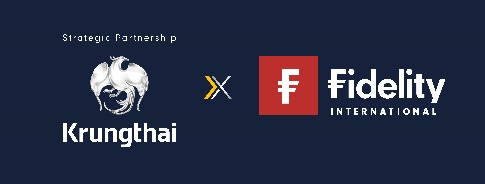 Strategic Partnership
Krungthai
X
Fidelity
INTERNATIONAL